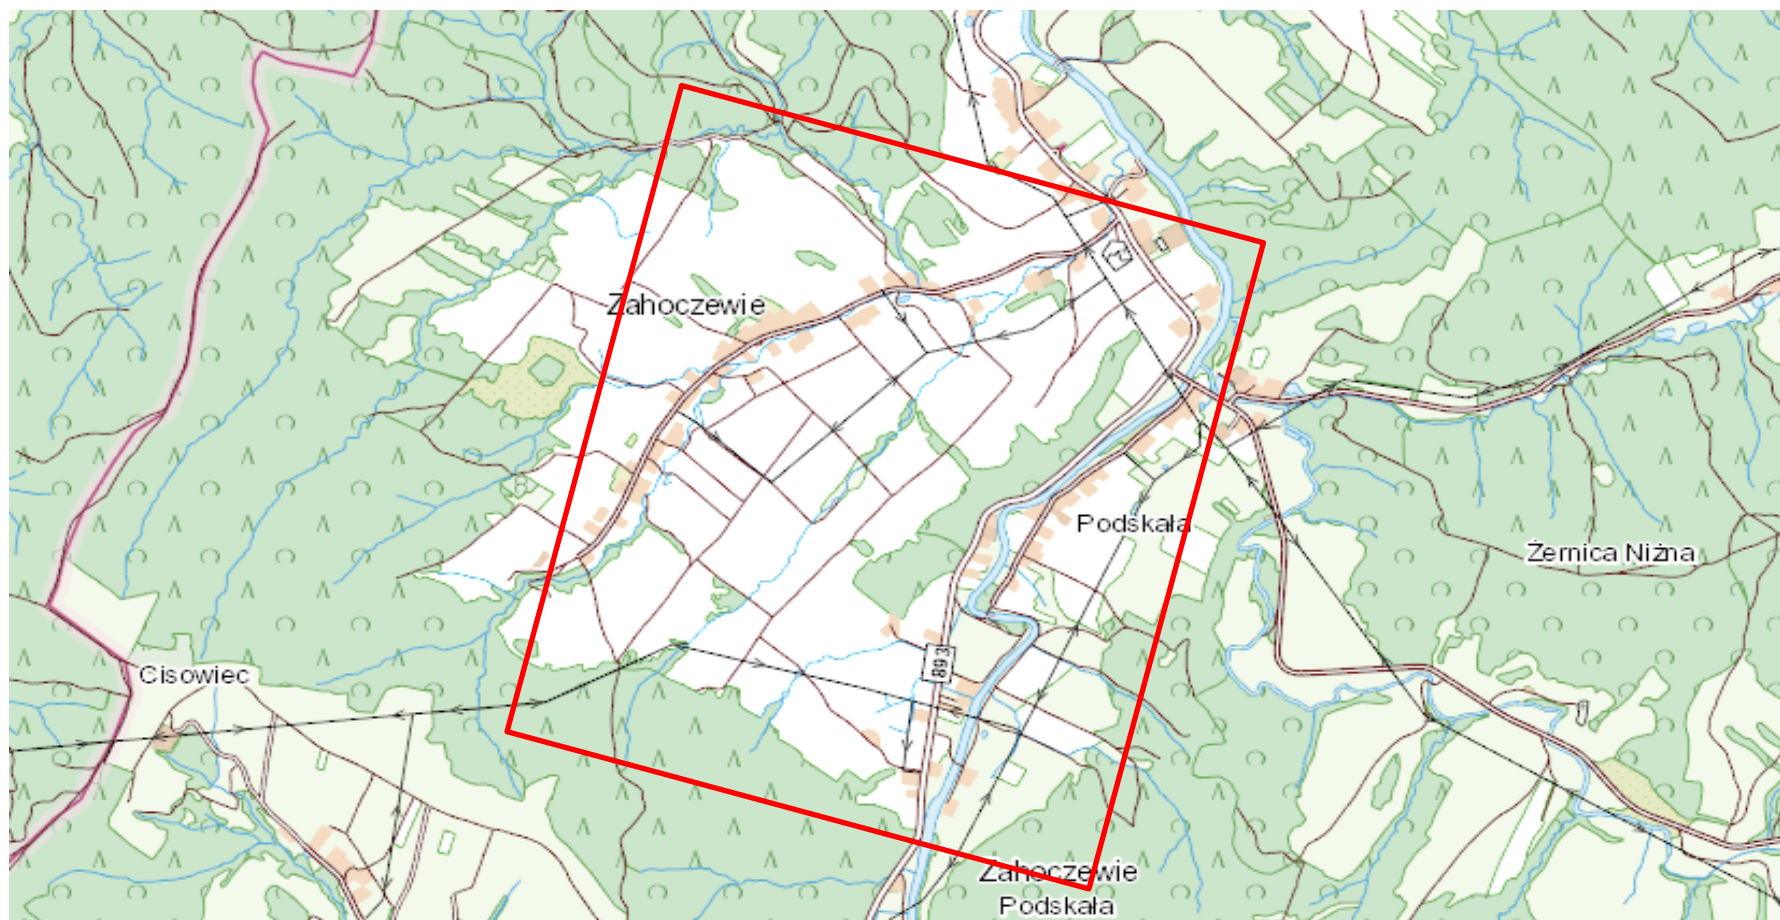 Zahoczewie
Podskała
Żernica Niżna
893
Cisowiec
Zahoczewie
Podskała